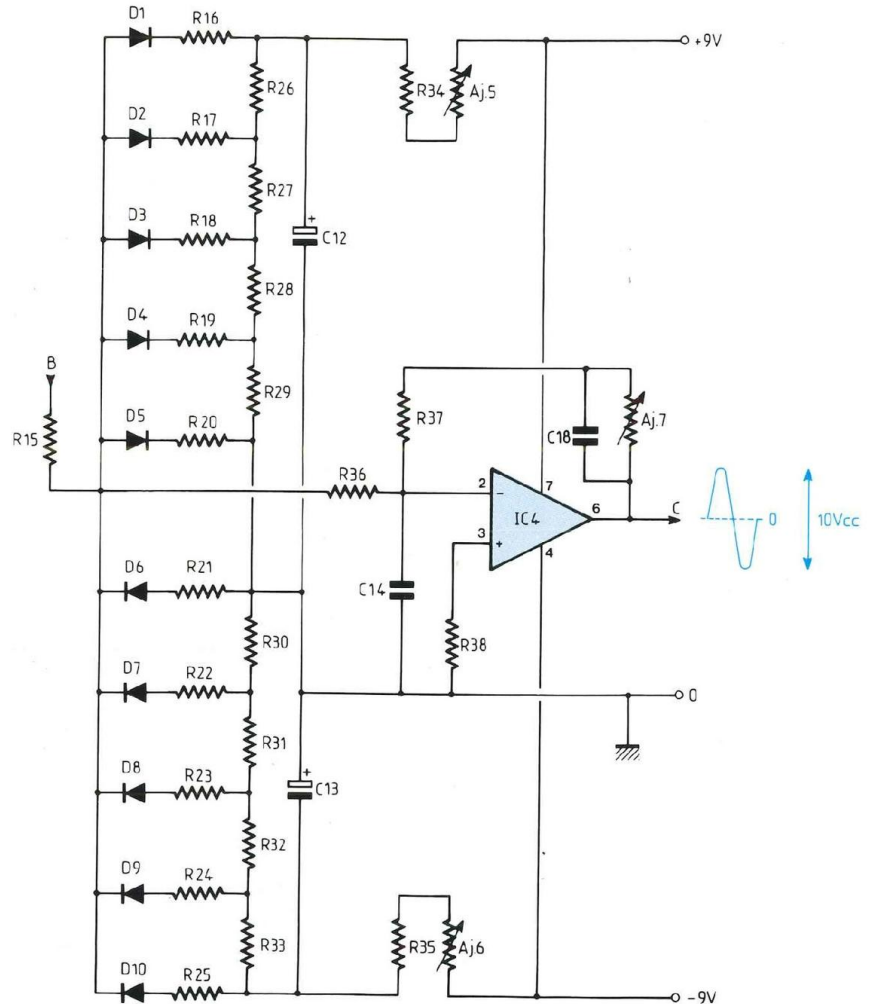 D1
R16
+9V
R26
R34
Aj.5
D2
R17
R27
D3
R18
+
C12
R28
D4
R19
B
R29
R37
C18
Aj.7
R15
D5
R20
R36
2
-
7
6
C
0
10Vcc
IC4
3
+
4
D6
R21
C14
R30
R38
D7
R22
0
R31
D8
R23
+
C13
R32
D9
R24
R33
R35
Aj.6
D10
R25
-9V